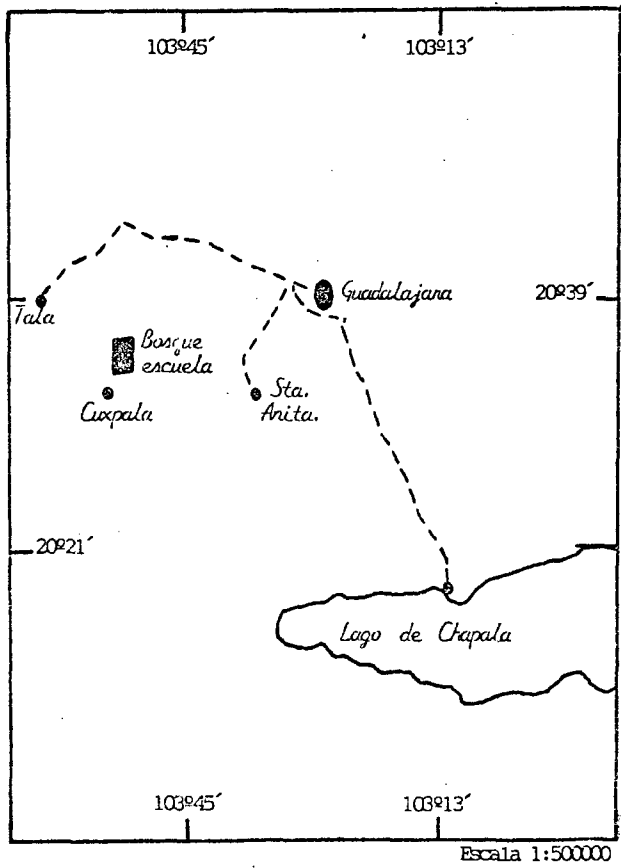 103º45´ 103º13´
Guadalajara 20º39´
Tala
Bosque
escuela
Cuxpala
Sta.
Anita.
20º21´
Lago de Chapala
103º45´ 103º13´
Escala 1:500000